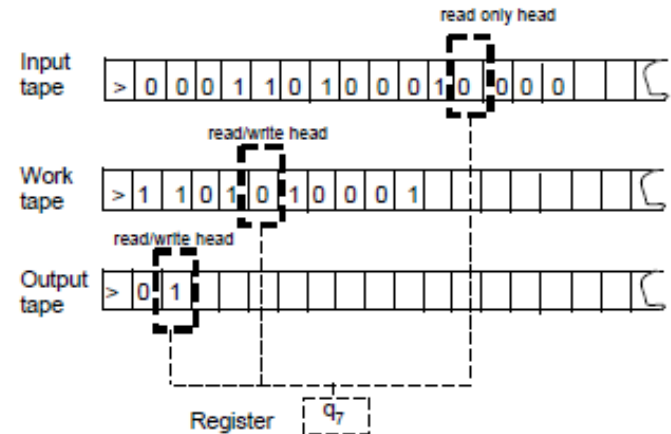 read only head
Input tape
> 0 0 0 1 1 0 1 0 0 0 1 0 0 0 0
read/write head
Work tape
> 1 1 0 1 0 1 0 0 0 1
read/write head
Output tape
> 0 1
Register q7